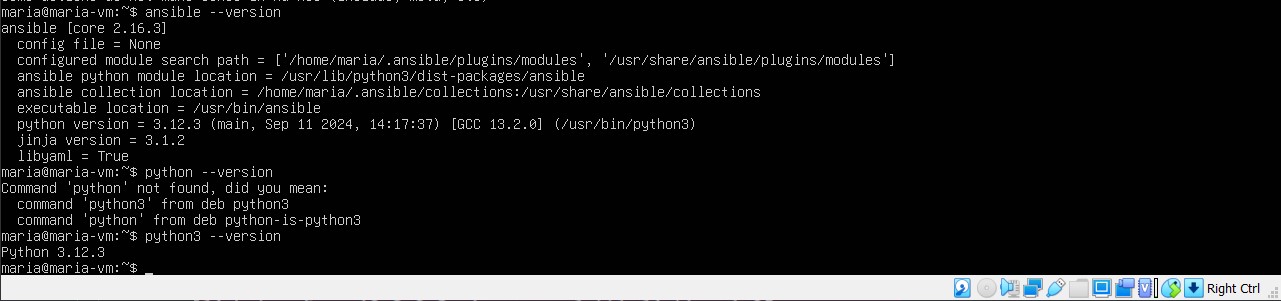 maria@maria-vm:~$ ansible --version
ansible [core 2.16.3]
  config file = None
  configured module search path = ['/home/maria/.ansible/plugins/modules', '/usr/share/ansible/plugins/modules']
  ansible python module location = /usr/lib/python3/dist-packages/ansible
  ansible collection location = /home/maria/.ansible/collections:/usr/share/ansible/collections
  executable location = /usr/bin/ansible
  python version = 3.12.3 (main, Sep 11 2024, 14:17:37) [GCC 13.2.0] (/usr/bin/python3)
  jinja version = 3.1.2
  libyaml = True
maria@maria-vm:~$ python --version
Command 'python' not found, did you mean:
  command 'python3' from deb python3
  command 'python' from deb python-is-python3
maria@maria-vm:~$ python3 --version
Python 3.12.3
maria@maria-vm:~$ _
Right Ctrl